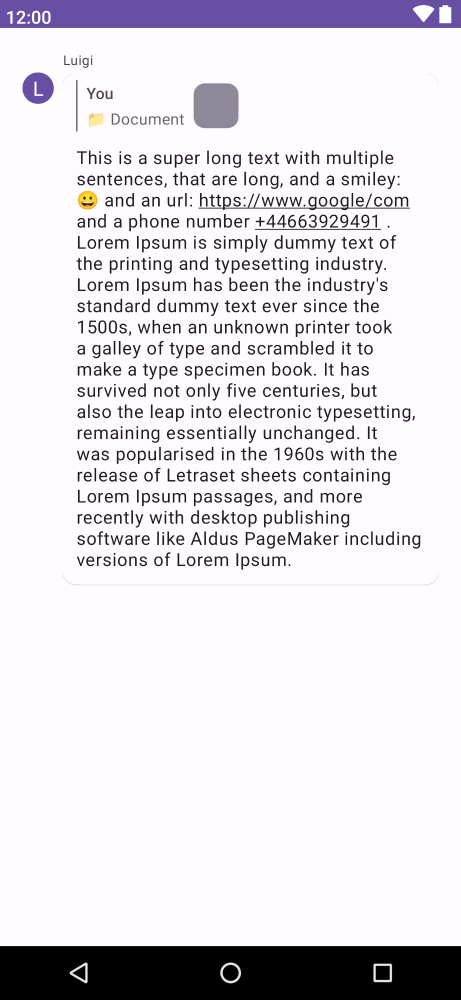 12:00
Luigi
L
You
📁 Document
This is a super long text with multiple
sentences, that are long, and a smiley:
😀 and an url: https://www.google/com
and a phone number +44663929491 .
Lorem Ipsum is simply dummy text of
the printing and typesetting industry.
Lorem Ipsum has been the industry's
standard dummy text ever since the
1500s, when an unknown printer took
a galley of type and scrambled it to
make a type specimen book. It has
survived not only five centuries, but
also the leap into electronic typesetting,
remaining essentially unchanged. It
was popularised in the 1960s with the
release of Letraset sheets containing
Lorem Ipsum passages, and more
recently with desktop publishing
software like Aldus PageMaker including
versions of Lorem Ipsum.